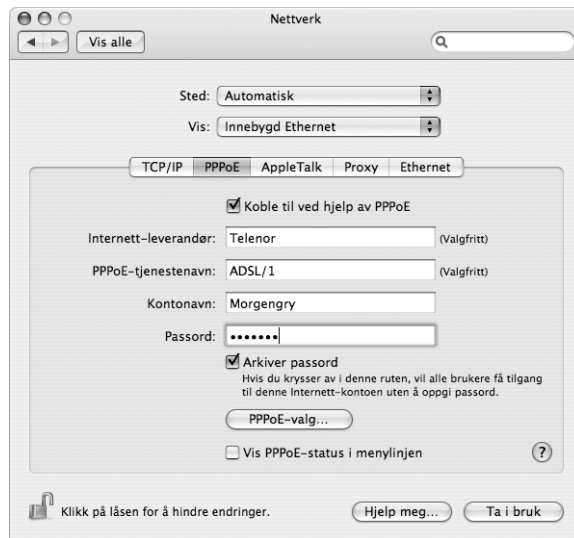 Nettverk
Vis alle
Sted: Automatisk
Vis: Innebygd Ethernet
TCP/IP PPPoE AppleTalk Proxy Ethernet
Koble til ved hjelp av PPPoE
Internett-leverandør: Telenor (Valgfritt)
PPPoE-tjenestenavn: ADSL/1 (Valgfritt)
Kontonavn: Morgengry
Passord: •••••••
Arkiver passord
Hvis du krysser av i denne ruten, vil alle brukere få tilgang
til denne Internett-kontoen uten å oppgi passord.
PPPoE-valg...
Vis PPPoE-status i menylinjen ?
Klikk på låsen for å hindre endringer. Hjelp meg... Ta i bruk